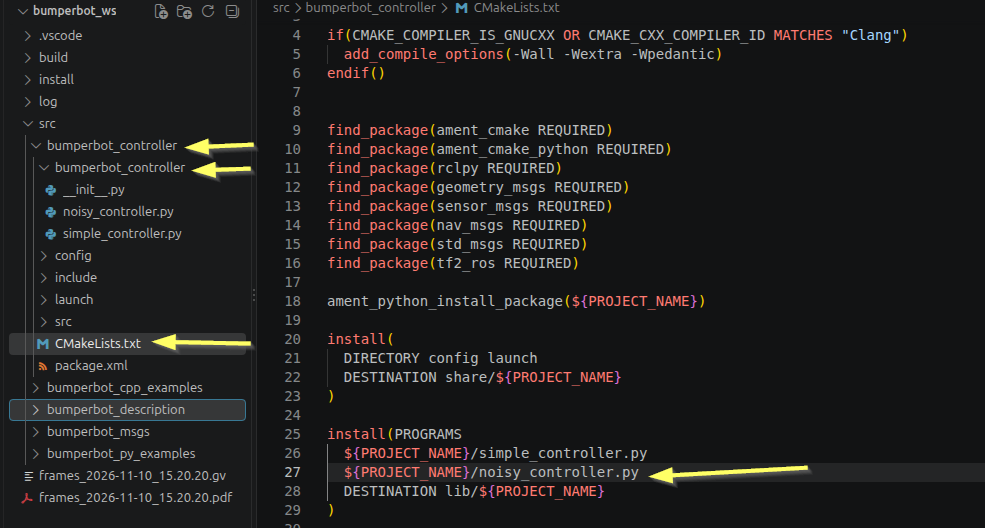 bumperbot_ws
.vscode
build
install
log
src
bumperbot_controller
bumperbot_controller
__init__.py
noisy_controller.py
simple_controller.py
config
include
launch
src
CMakeLists.txt
package.xml
bumperbot_cpp_examples
bumperbot_description
bumperbot_msgs
bumperbot_py_examples
frames_2026-11-10_15.20.20.gv
frames_2026-11-10_15.20.20.pdf
src > bumperbot_controller > CMakeLists.txt
4 if(CMAKE_COMPILER_IS_GNUCXX OR CMAKE_CXX_COMPILER_ID MATCHES "Clang")
5 add_compile_options(-Wall -Wextra -Wpedantic)
6 endif()
7
8
9 find_package(ament_cmake REQUIRED)
10 find_package(ament_cmake_python REQUIRED)
11 find_package(rclpy REQUIRED)
12 find_package(geometry_msgs REQUIRED)
13 find_package(sensor_msgs REQUIRED)
14 find_package(nav_msgs REQUIRED)
15 find_package(std_msgs REQUIRED)
16 find_package(tf2_ros REQUIRED)
17
18 ament_python_install_package(${PROJECT_NAME})
19
20 install(
21 DIRECTORY config launch
22 DESTINATION share/${PROJECT_NAME}
23 )
24
25 install(PROGRAMS
26 ${PROJECT_NAME}/simple_controller.py
27 ${PROJECT_NAME}/noisy_controller.py
28 DESTINATION lib/${PROJECT_NAME}
29 )